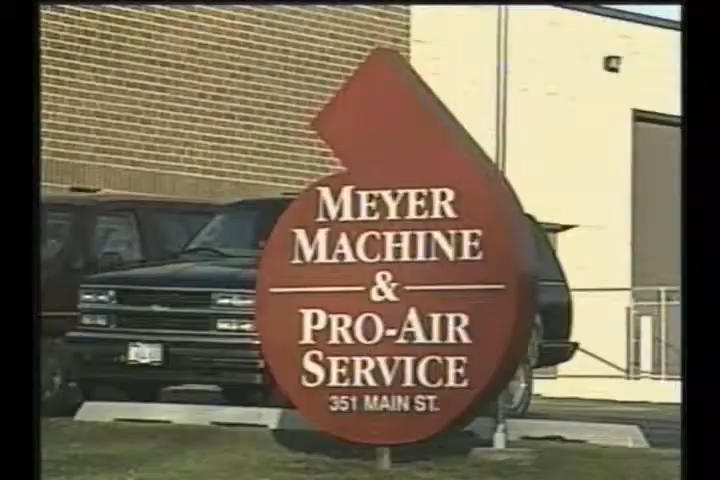 MEYER
MACHINE
&
PRO-AIR
SERVICE
351 MAIN ST.